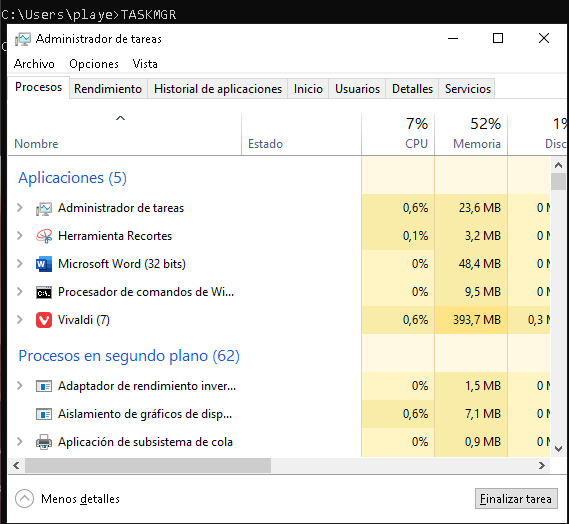 C:\Users\playe>TASKMGR
C
Administrador de tareas
Archivo Opciones Vista
Procesos Rendimiento Historial de aplicaciones Inicio Usuarios Detalles Servicios
7% 52% 1%
Nombre Estado CPU Memoria Disc
Aplicaciones (5)
Administrador de tareas 0,6% 23,6 MB 0 M
Herramienta Recortes 0,1% 3,2 MB 0 M
Microsoft Word (32 bits) 0% 48,4 MB 0 M
Procesador de comandos de Wi... 0% 9,5 MB 0 M
Vivaldi (7) 0,6% 393,7 MB 0,3 M
Procesos en segundo plano (62)
Adaptador de rendimiento inver... 0% 1,5 MB 0 M
Aislamiento de gráficos de disp... 0,6% 7,1 MB 0 M
Aplicación de subsistema de cola 0% 0,9 MB 0 M
Menos detalles Finalizar tarea